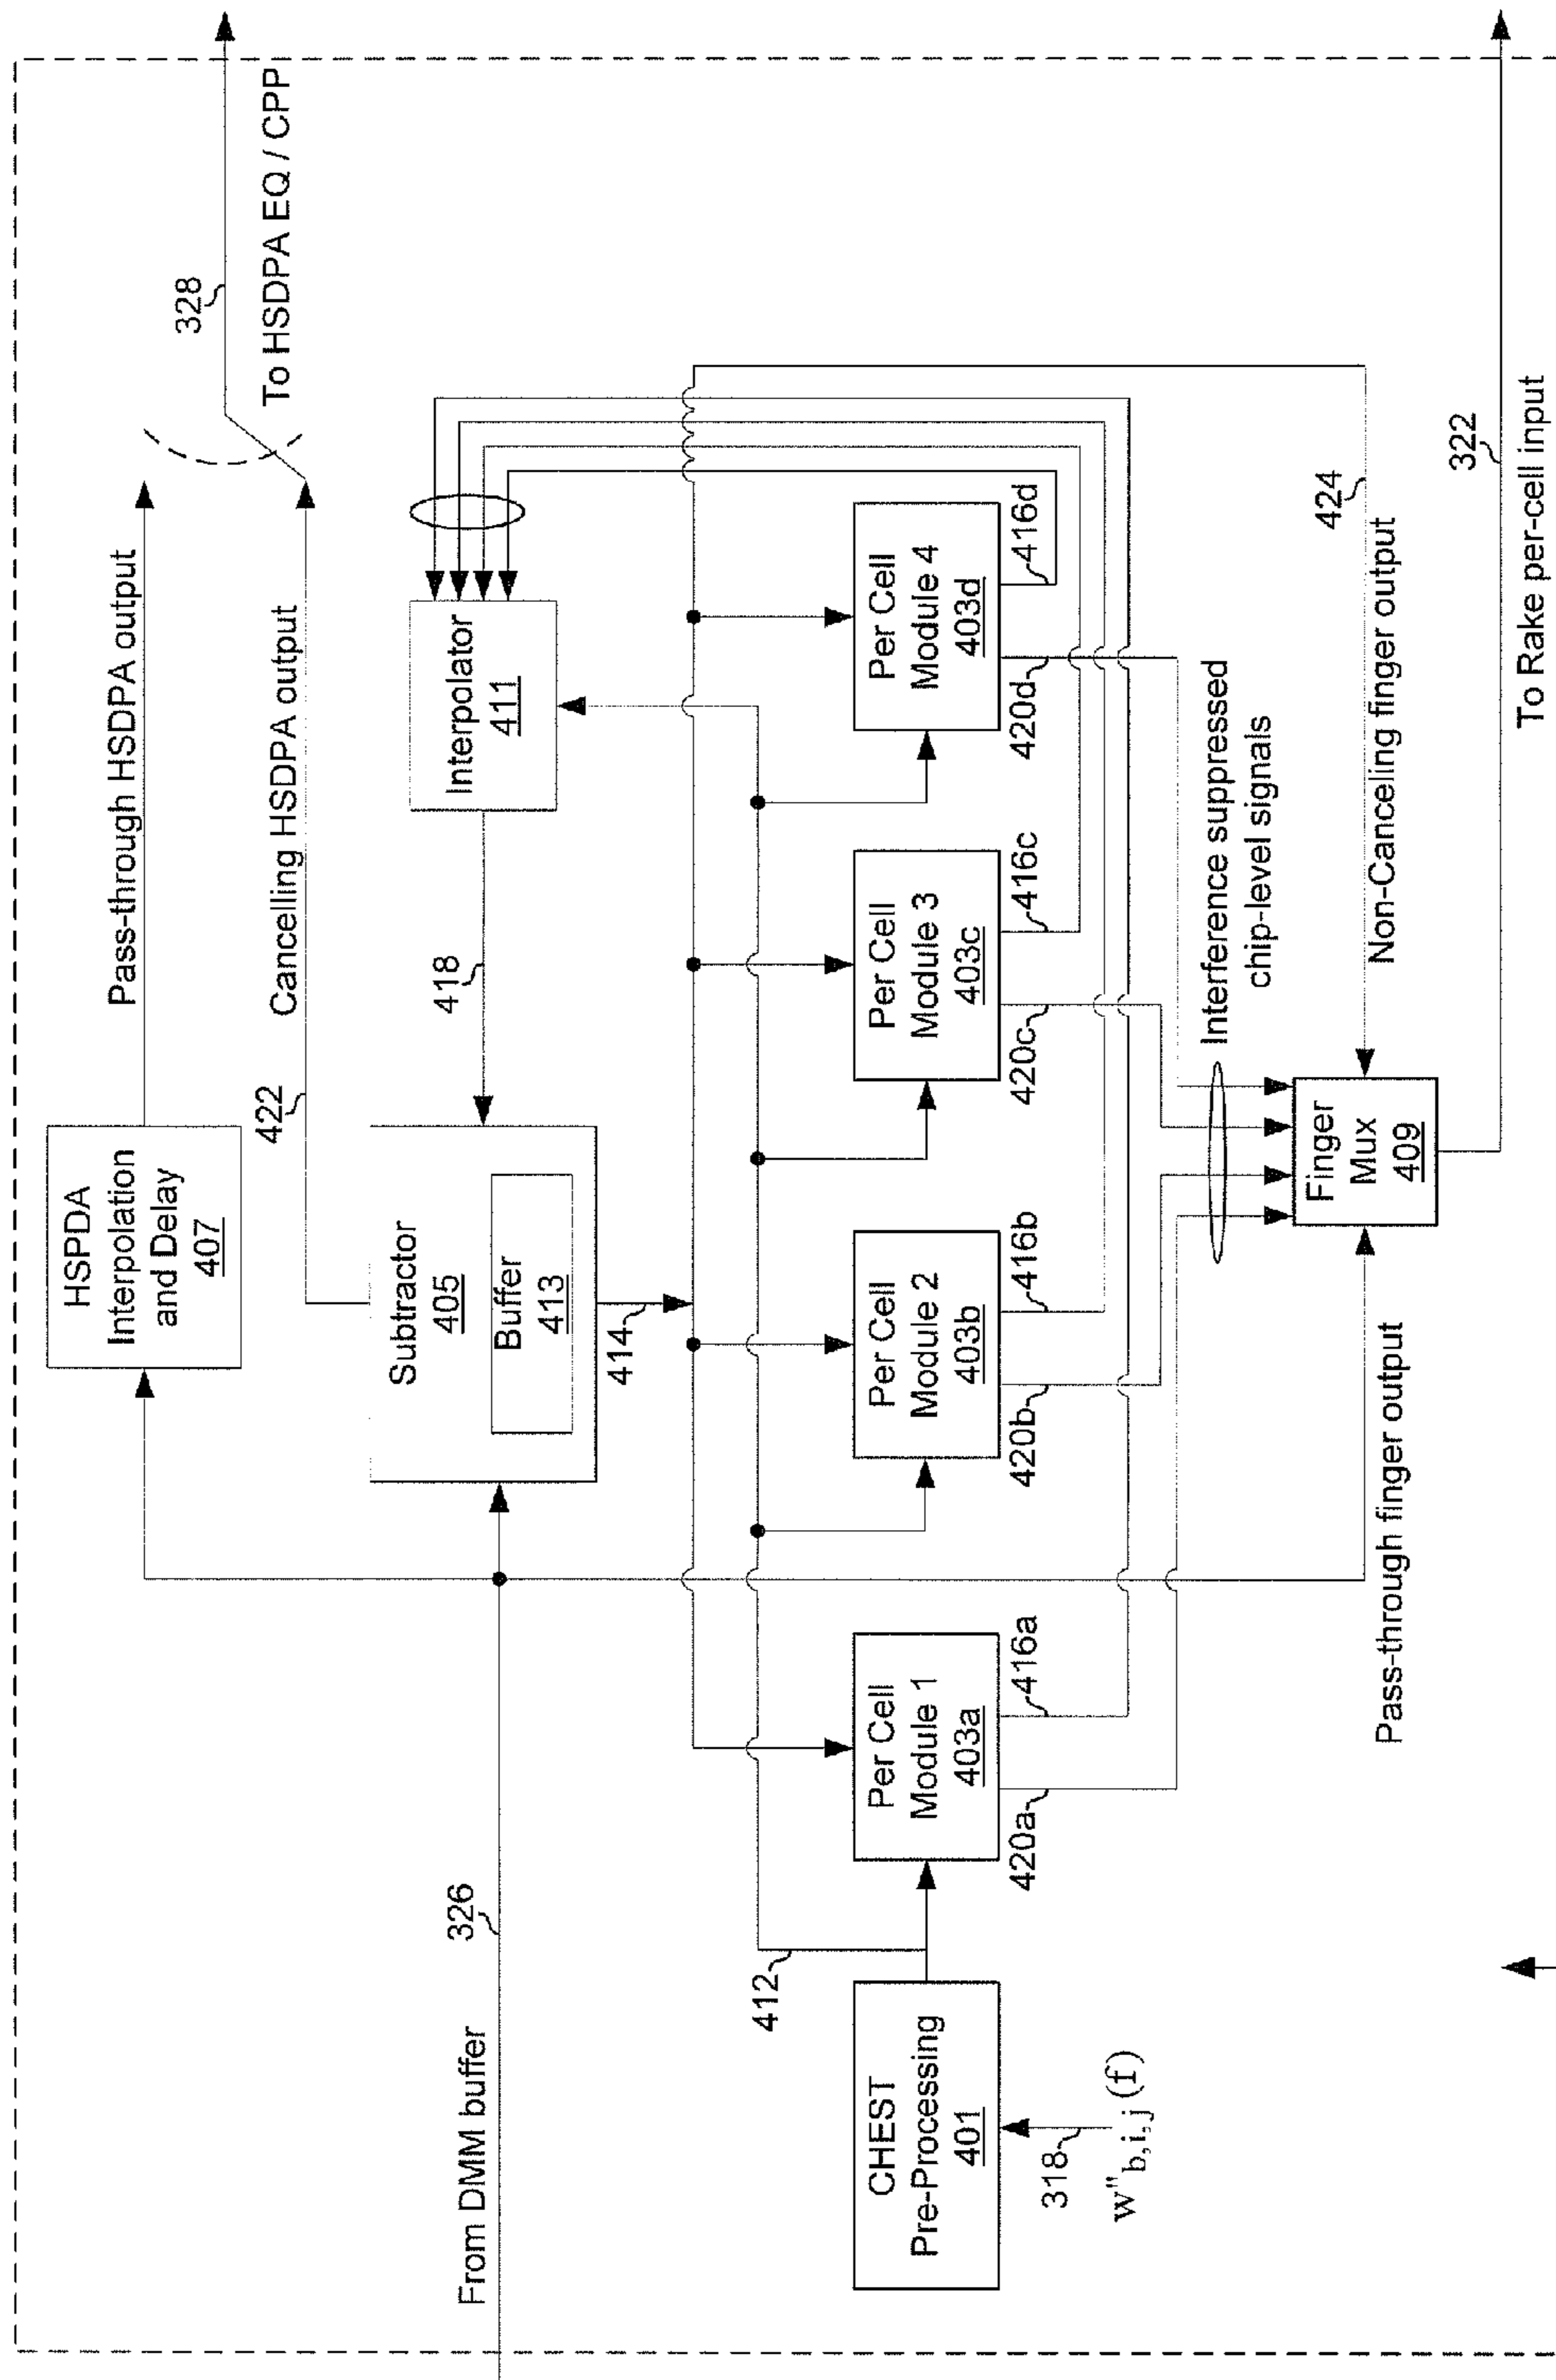 328
To HSDPA EQ / CPP
Pass-through HSDPA output
Cancelling HSDPA output
422
HSPDA
Interpolation
and Delay
407
Interpolator
411
418
Subtractor
405
Buffer
413
414
326
From DMM buffer
412
CHEST
Pre-Processing
401
318
w"b,i,j(f)
Per Cell
Module 1
403a
420a
416a
Per Cell
Module 2
403b
420b
416b
Per Cell
Module 3
403c
420c
416c
Per Cell
Module 4
403d
420d
416d
Interference suppressed
chip-level signals
Pass-through finger output
Finger
Mux
409
Non-Canceling finger output
424
322
To Rake per-cell input